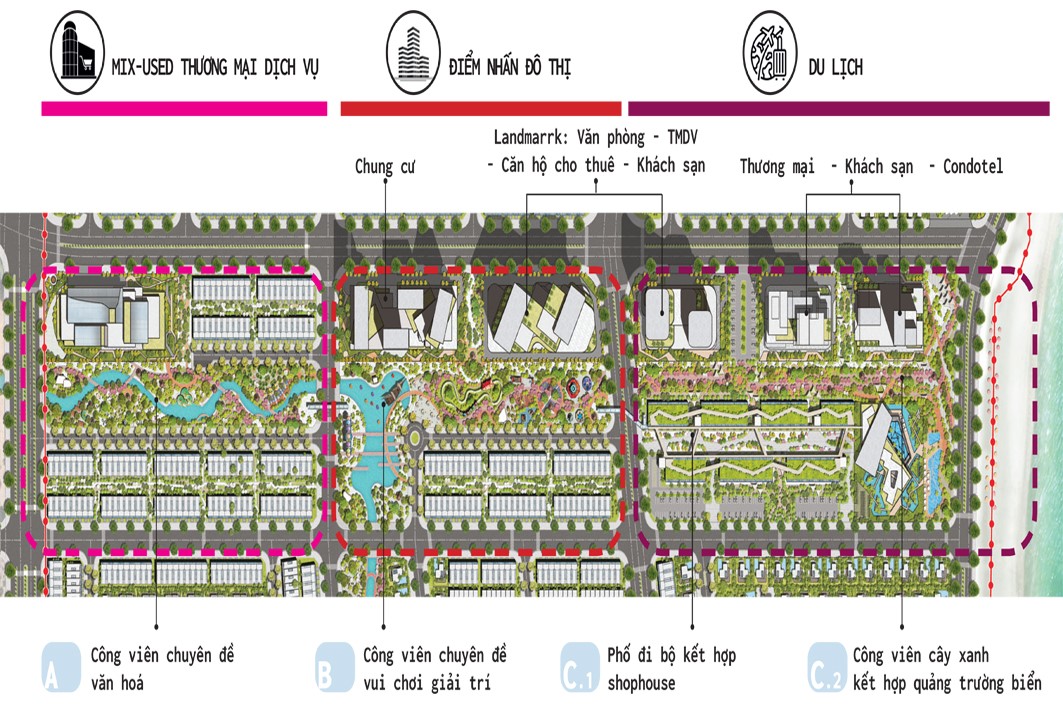 MIX-USED THƯƠNG MẠI DỊCH VỤ
ĐIỂM NHẤN ĐÔ THỊ
DU LỊCH
Chung cư
Landmarrk: Văn phòng - TMDV
- Căn hộ cho thuê - Khách sạn
Thương mại - Khách sạn - Condotel
A
Công viên chuyên đề
văn hoá
B
Công viên chuyên đề
vui chơi giải trí
C.1
Phố đi bộ kết hợp
shophouse
C.2
Công viên cây xanh
kết hợp quảng trường biển